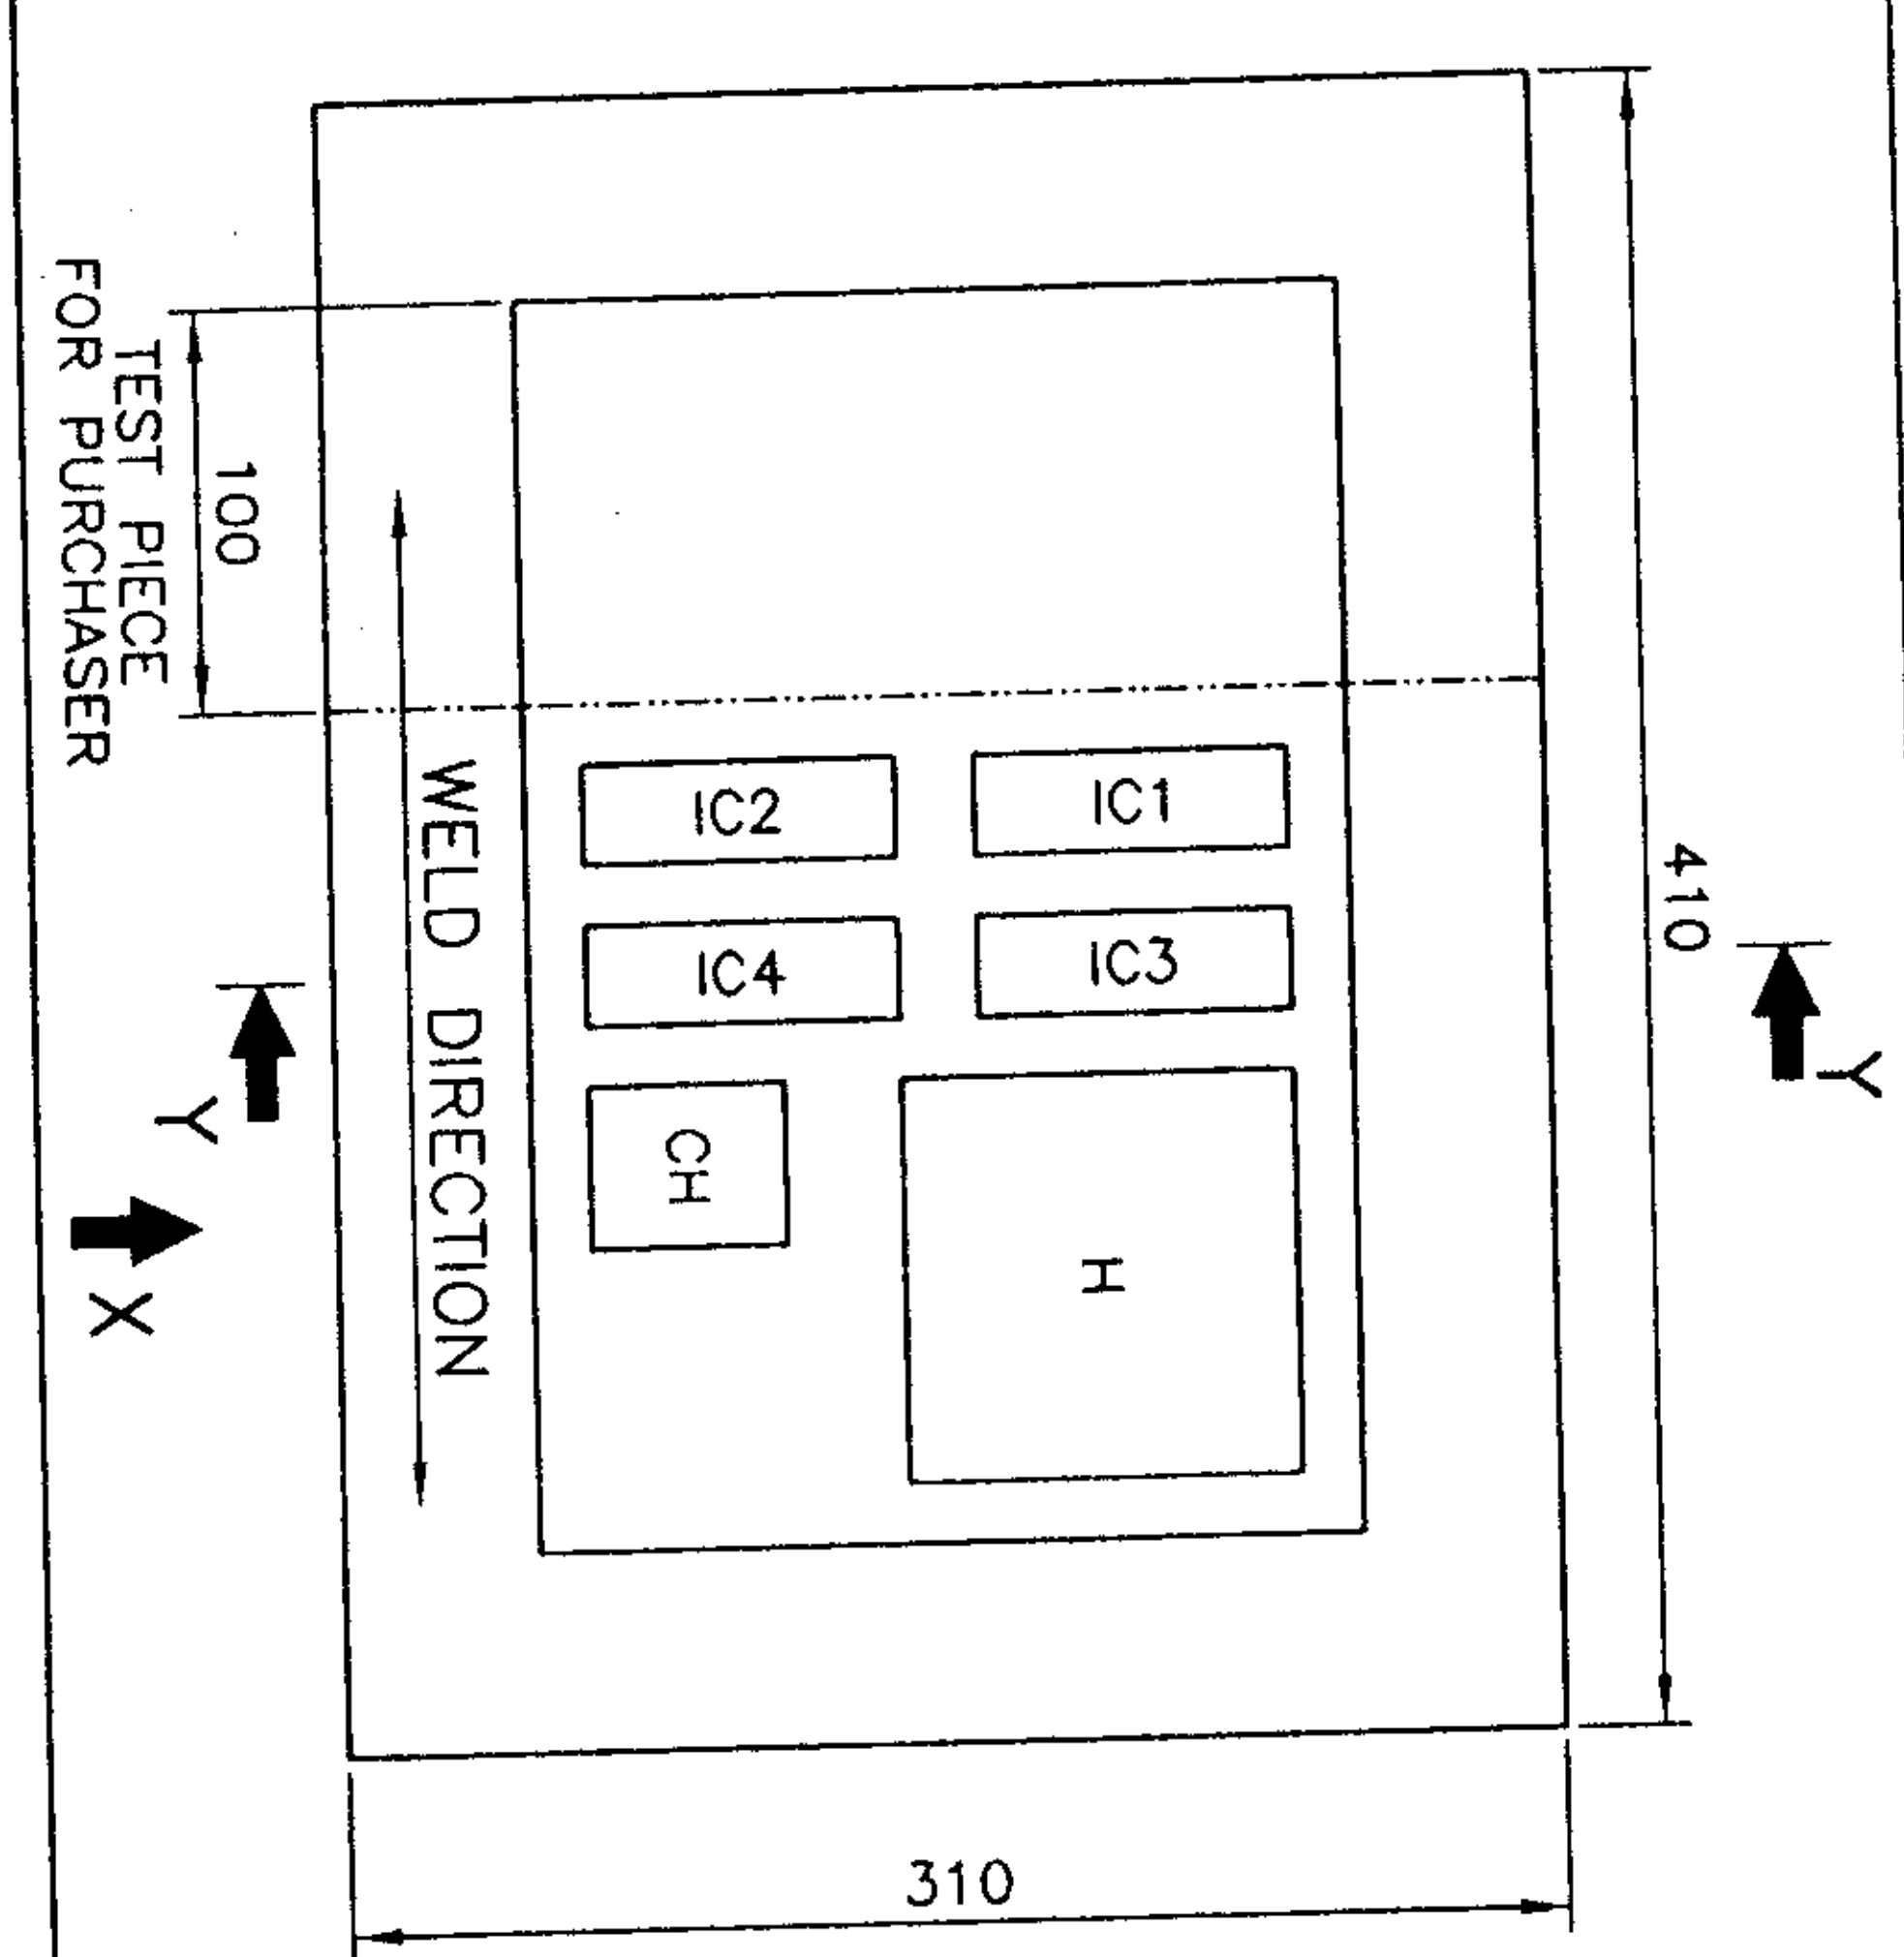 410
Y
IC1
IC2
IC3
IC4
H
CH
WELD DIRECTION
100
TEST PIECE
FOR PURCHASER
Y
X
310